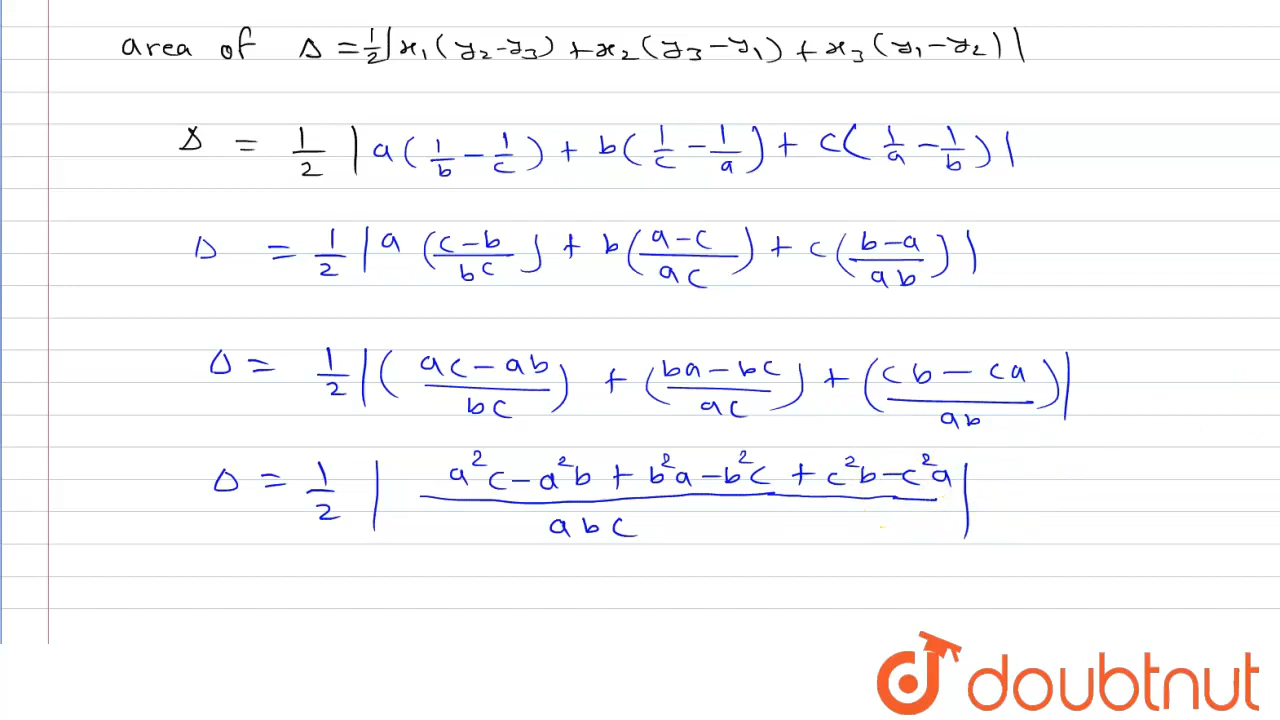 area of Δ = 1/2 |x₁(y₂-y₃) + x₂(y₃-y₁) + x₃(y₁-y₂)|
Δ = 1/2 |a(1/b - 1/c) + b(1/c - 1/a) + c(1/a - 1/b)|
Δ = 1/2 |a((c-b)/bc) + b((a-c)/ac) + c((b-a)/ab)|
Δ = 1/2 |((ac-ab)/bc) + ((ba-bc)/ac) + ((cb-ca)/ab)|
Δ = 1/2 |(a²c - a²b + b²a - b²c + c²b - c²a)/abc|
doubtnut